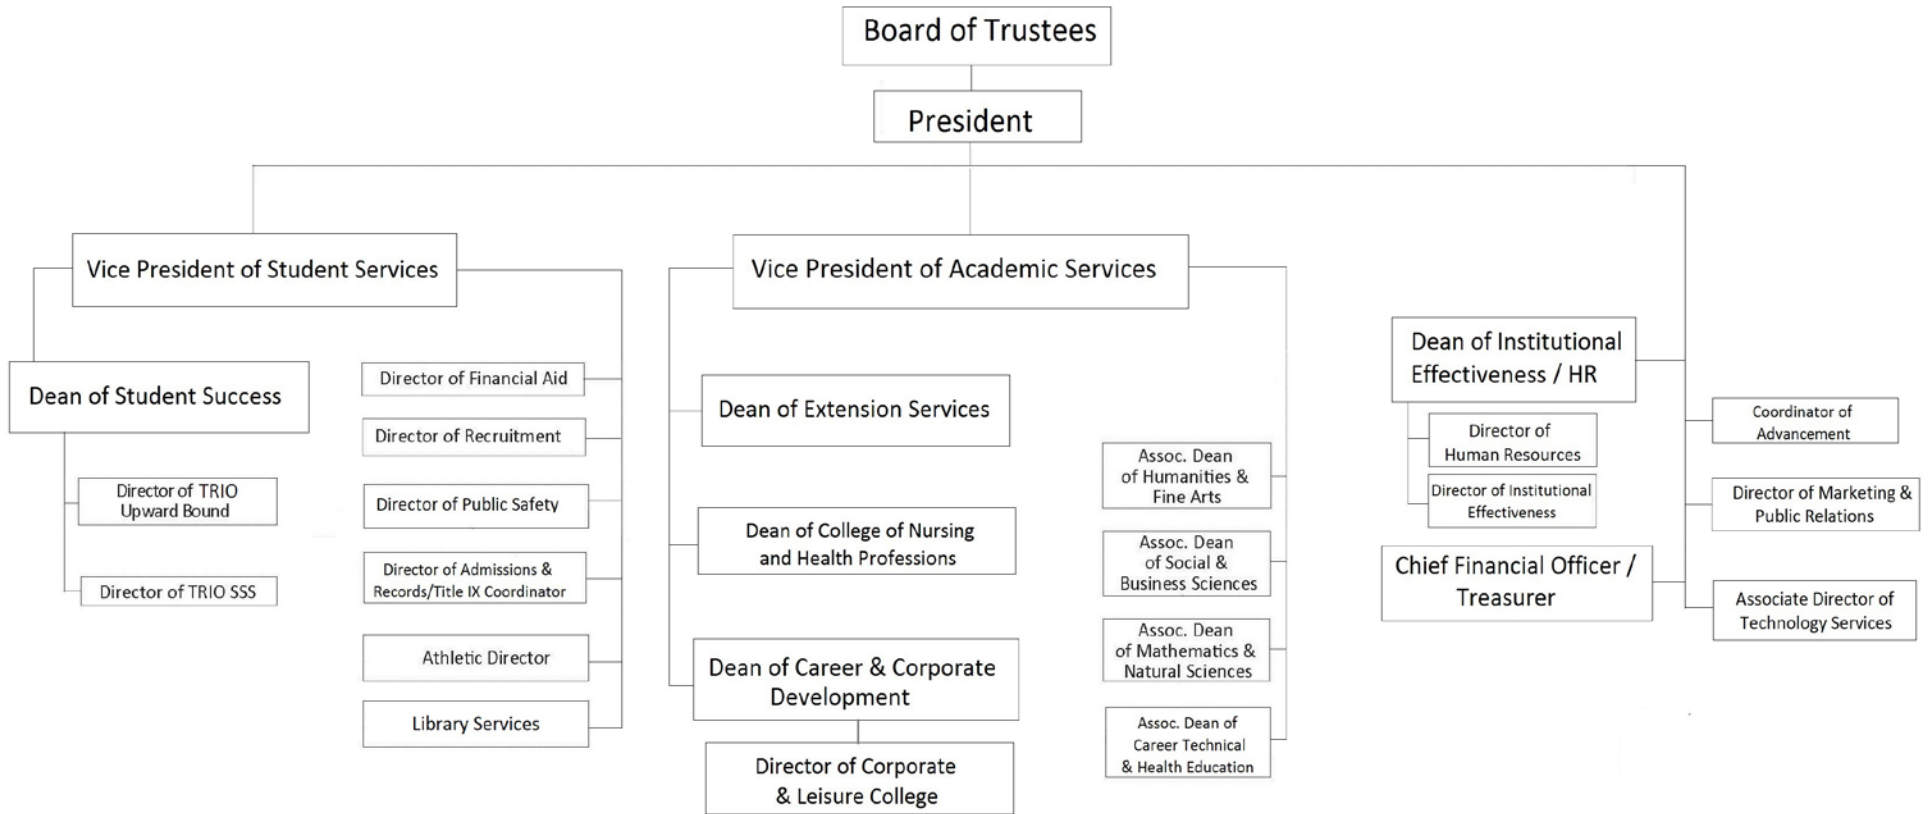 Board of Trustees
President
Vice President of Student Services
Dean of Student Success
Director of TRIO
Upward Bound
Director of TRIO SSS
Director of Financial Aid
Director of Recruitment
Director of Public Safety
Director of Admissions &
Records/Title IX Coordinator
Athletic Director
Library Services
Vice President of Academic Services
Dean of Extension Services
Dean of College of Nursing
and Health Professions
Dean of Career & Corporate
Development
Director of Corporate
& Leisure College
Assoc. Dean
of Humanities &
Fine Arts
Assoc. Dean
of Social &
Business Sciences
Assoc. Dean
of Mathematics &
Natural Sciences
Assoc. Dean of
Career Technical
& Health Education
Dean of Institutional
Effectiveness / HR
Director of
Human Resources
Director of Institutional
Effectiveness
Chief Financial Officer /
Treasurer
Coordinator of
Advancement
Director of Marketing &
Public Relations
Associate Director of
Technology Services